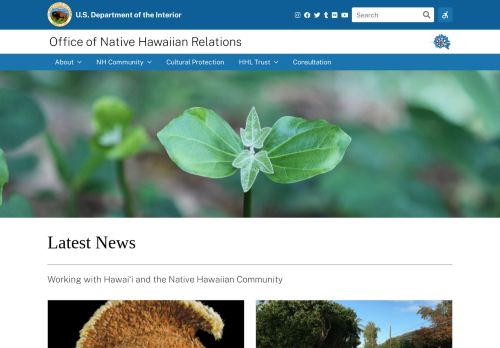 U.S. Department of the Interior
Search
Office of Native Hawaiian Relations
About NH Community Cultural Protection HHL Trust Consultation
Latest News
Working with Hawai'i and the Native Hawaiian Community